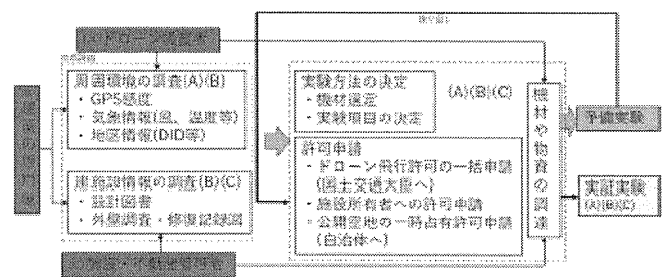 周囲環境の調査(A)(B)
・GPS感度
・気象情報(風、温度等)
・地区情報(DID等)
建施設情報の調査(B)(C)
・設計図書
・外壁調査・修復記録図
実験方法の決定
・機材選定
・実験項目の決定
(A)(B)(C)
許可申請
・ドローン飛行許可の一括申請
(国土交通大臣へ)
・施設所有者への許可申請
・公開空地の一時占有許可申請
(自治体へ)
機材や物資の調達
予備実験
実証実験
(A)(B)(C)